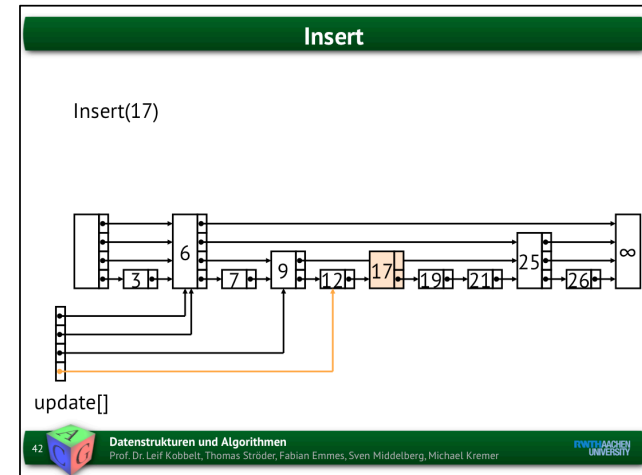 Insert
Insert(17)
6
25
∞
3
7
9
12
17
19
21
26
update[]
42
A
C
G
Datenstrukturen und Algorithmen
Prof. Dr. Leif Kobbelt, Thomas Ströder, Fabian Emmes, Sven Middelberg, Michael Kremer
RWTHAACHEN
UNIVERSITY